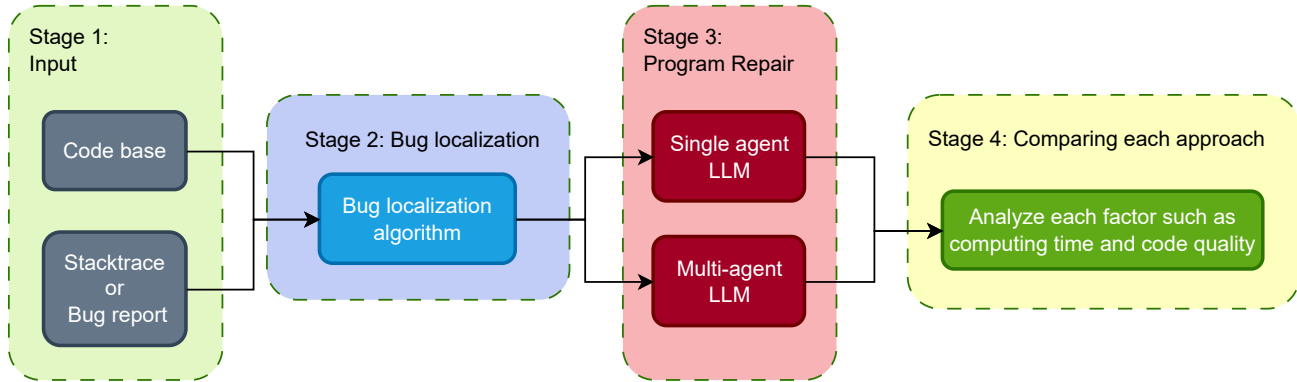 Stage 1:
Input
Code base
Stacktrace
or
Bug report
Stage 2: Bug localization
Bug localization
algorithm
Stage 3:
Program Repair
Single agent
LLM
Multi-agent
LLM
Stage 4: Comparing each approach
Analyze each factor such as
computing time and code quality